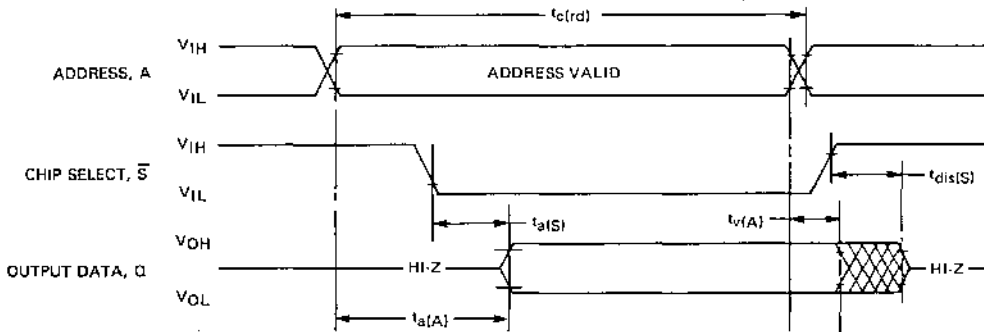 tc(rd)
VIH
ADDRESS, A
ADDRESS VALID
VIL
VIH
CHIP SELECT, S̅
tdis(S)
VIL
ta(S)
tv(A)
VOH
OUTPUT DATA, Q
HI-Z
HI-Z
VOL
ta(A)